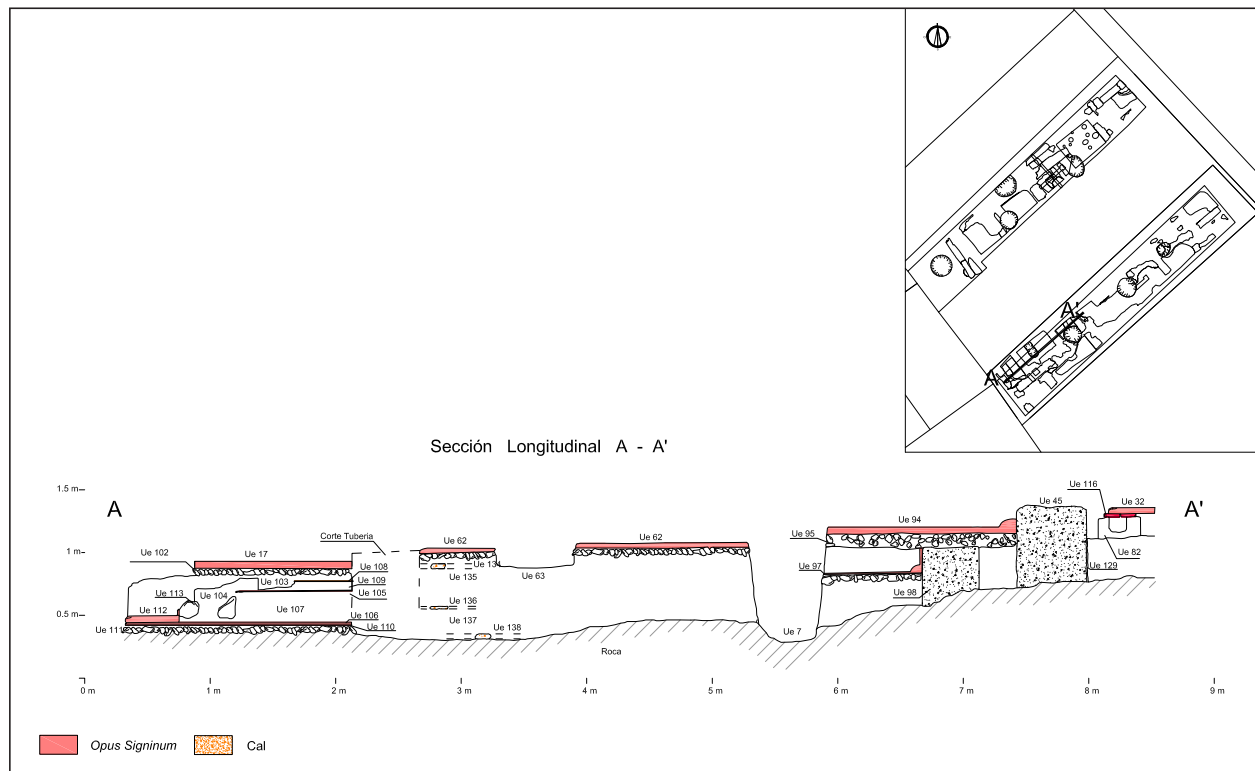 A'
A
Sección Longitudinal A - A'
1.5 m
A
A'
Ue 116
Ue 32
Ue 45
Ue 94
Ue 95
Corte Tuberia
1 m
Ue 102
Ue 17
Ue 62
Ue 62
Ue 82
Ue 129
Ue 108
Ue 103
Ue 109
Ue 105
Ue 134
Ue 135
Ue 63
Ue 97
Ue 98
Ue 113
Ue 104
Ue 112
Ue 107
0.5 m
Ue 136
Ue 106
Ue 137
Ue 138
Ue 110
Ue 111
Ue 7
Roca
0 m
1 m
2 m
3 m
4 m
5 m
6 m
7 m
8 m
9 m
Opus Signinum
Cal